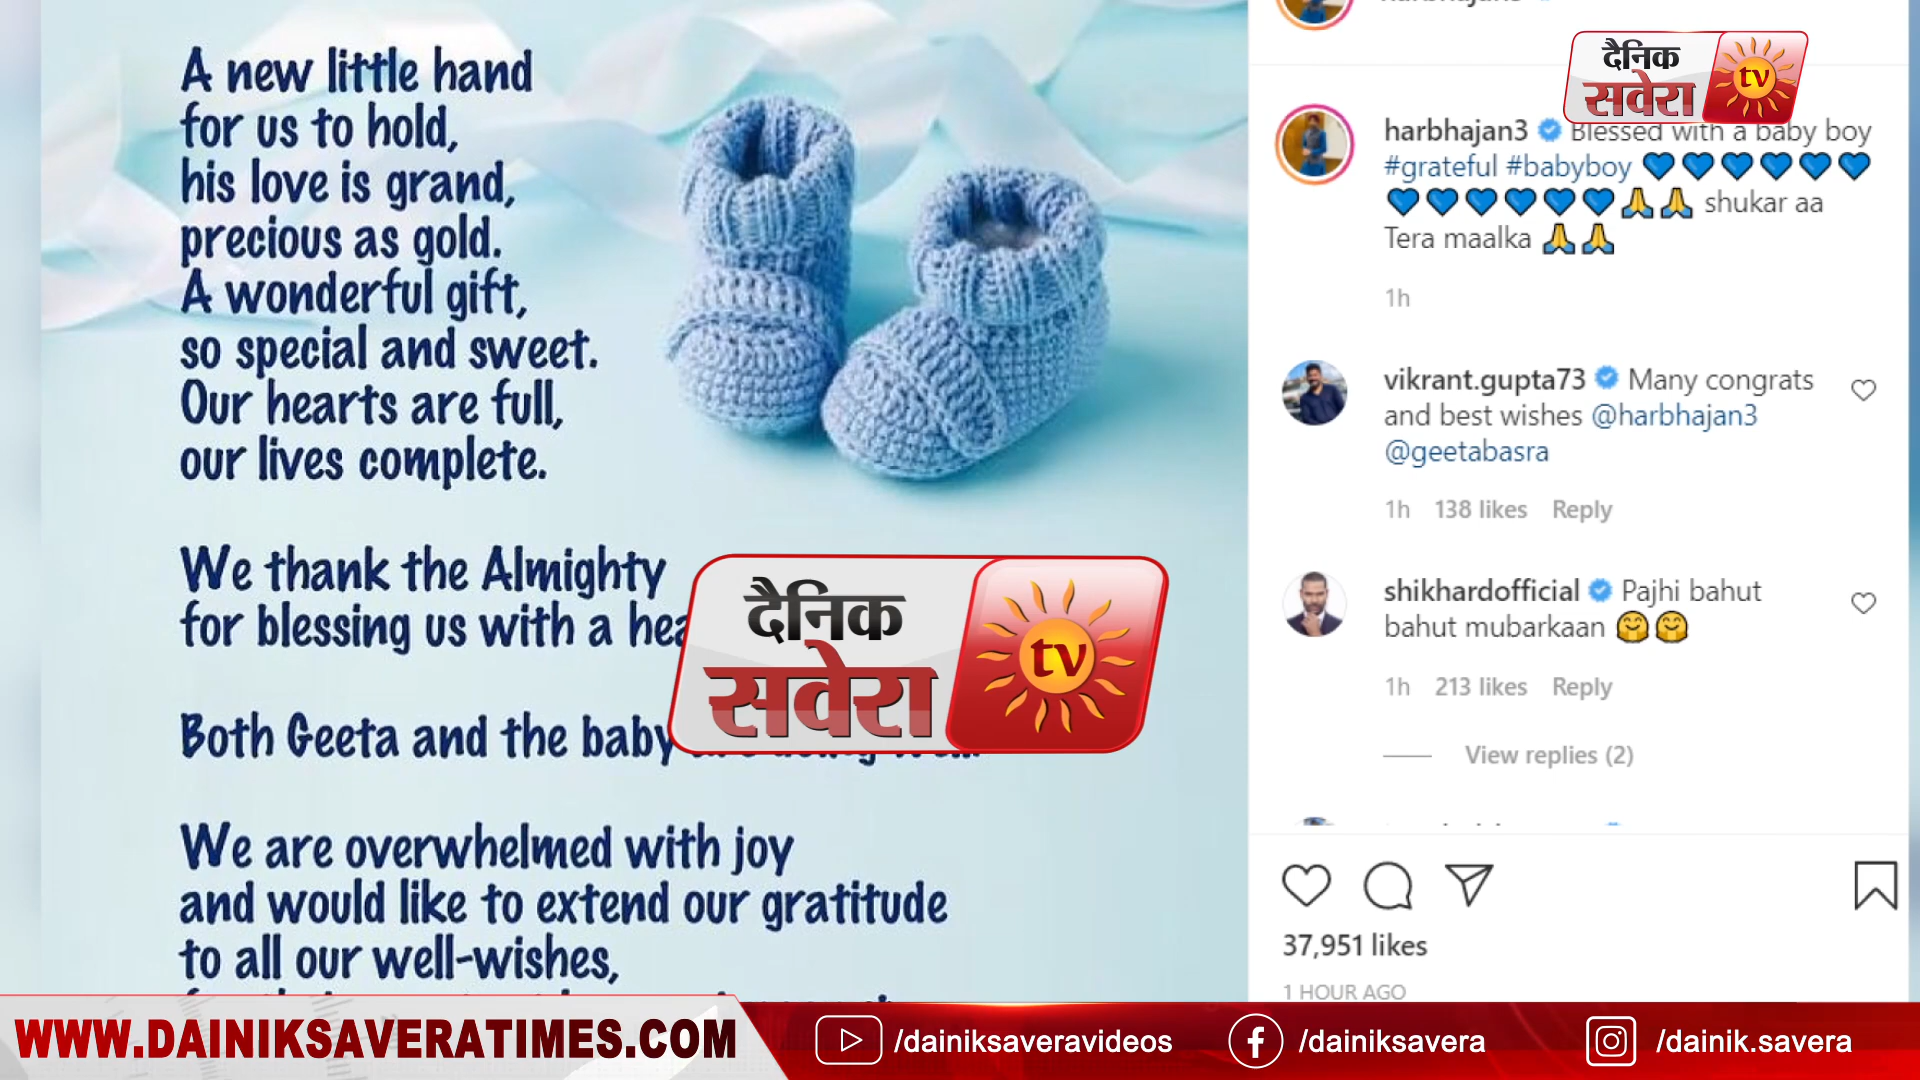 A new little hand
for us to hold,
his love is grand,
precious as gold.
A wonderful gift,
so special and sweet.
Our hearts are full,
our lives complete.
We thank the Almighty
for blessing us with a
Both Geeta and the baby
We are overwhelmed with joy
and would like to extend our gratitude
to all our well-wishes,
दैनिक
सवेरा
tv
दैनिक
सवेरा
tv
harbhajan3 Blessed with a baby boy
#grateful #babyboy 💙💙💙💙💙💙
💙💙💙💙💙💙🙏🙏 shukar aa
Tera maalka 🙏🙏
1h
vikrant.gupta73 Many congrats
and best wishes @harbhajan3
@geetabasra
1h 138 likes Reply
shikhardofficial Pajhi bahut
bahut mubarkaan 🤗🤗
1h 213 likes Reply
View replies (2)
37,951 likes
1 HOUR AGO
WWW.DAINIKSAVERATIMES.COM
/dainiksaveravideos
/dainiksavera
/dainik.savera